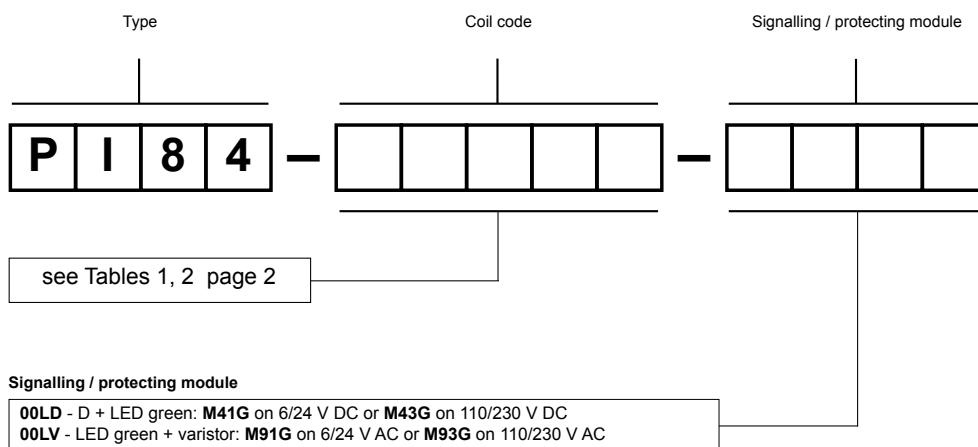 Type Coil code Signalling / protecting module
P I 8 4 – –
see Tables 1, 2 page 2
Signalling / protecting module
00LD - D + LED green: M41G on 6/24 V DC or M43G on 110/230 V DC
00LV - LED green + varistor: M91G on 6/24 V AC or M93G on 110/230 V AC